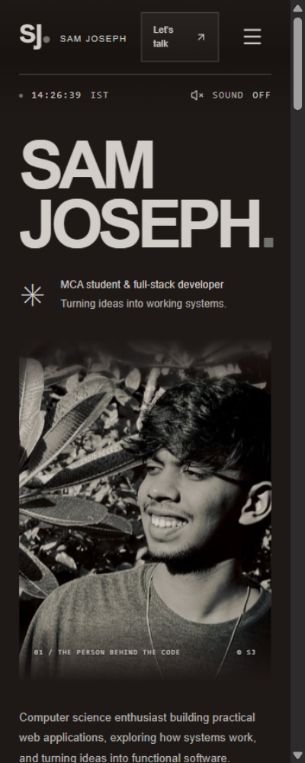 SJ. SAM JOSEPH Let's talk ↗
14:26:39 IST SOUND OFF
SAM
JOSEPH.
MCA student & full-stack developer
Turning ideas into working systems.
01 / THE PERSON BEHIND THE CODE © SJ
Computer science enthusiast building practical
web applications, exploring how systems work,
and turning ideas into functional software.